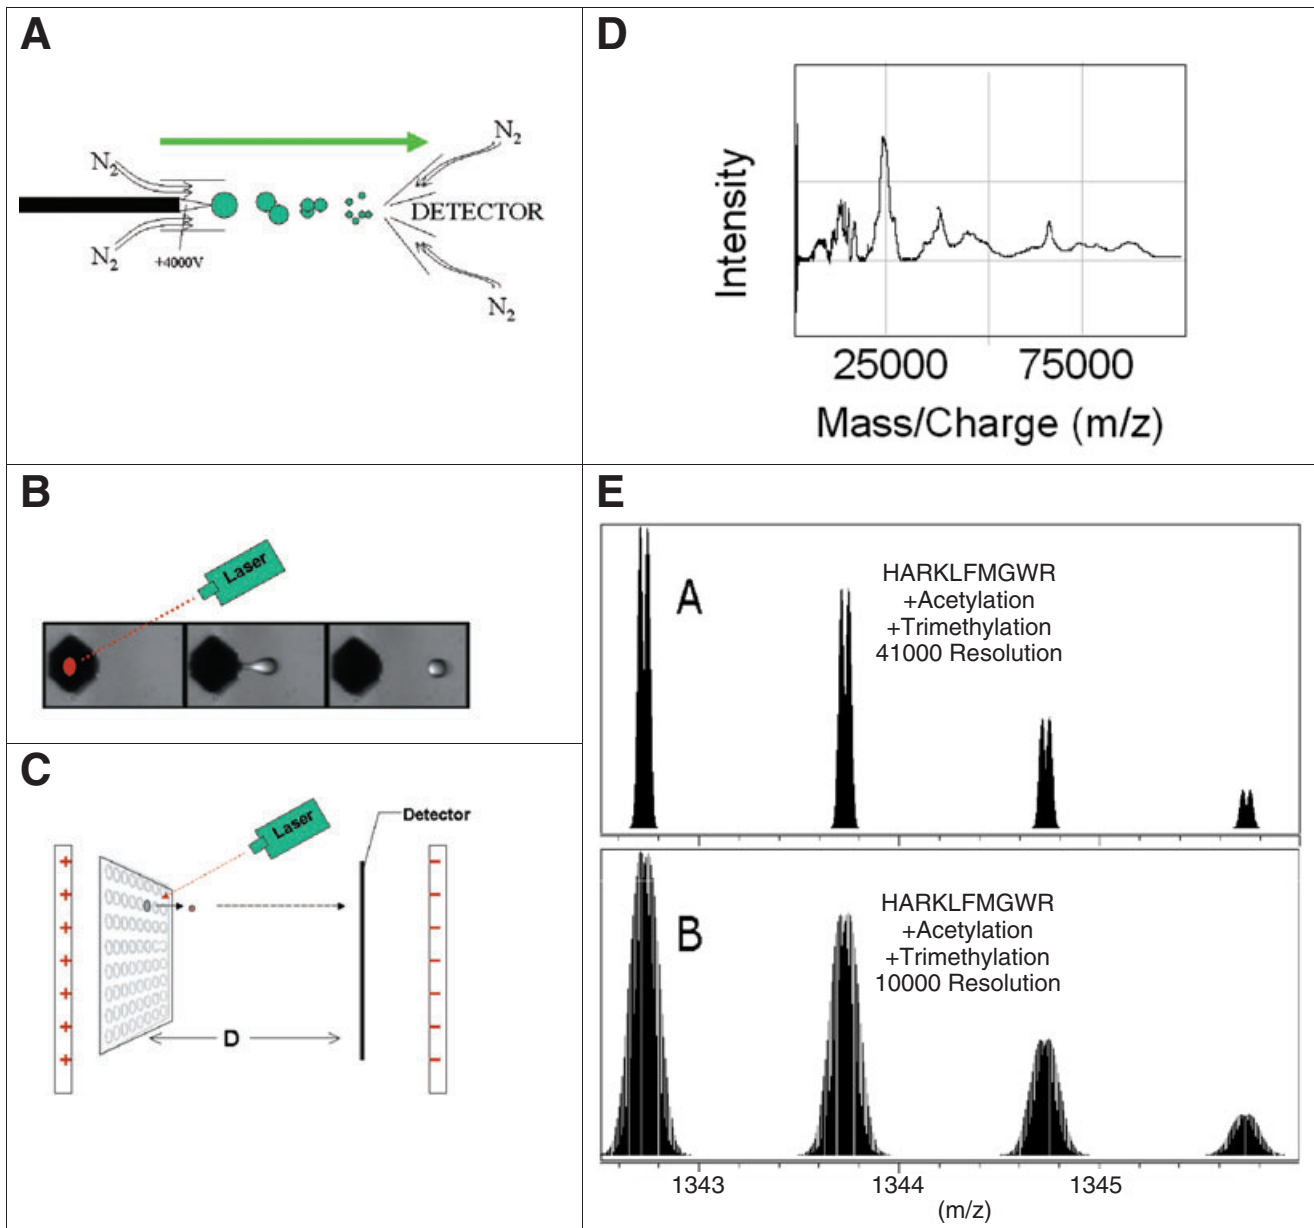 A
N2
N2
+4000V
N2
DETECTOR
N2
B
Laser
C
Laser
Detector
+
+
+
+
+
+
+
−
−
−
−
−
−
−
D
D
Intensity
25000 75000
Mass/Charge (m/z)
E
A
HARKLFMGWR
+Acetylation
+Trimethylation
41000 Resolution
B
HARKLFMGWR
+Acetylation
+Trimethylation
10000 Resolution
1343 1344 1345
(m/z)